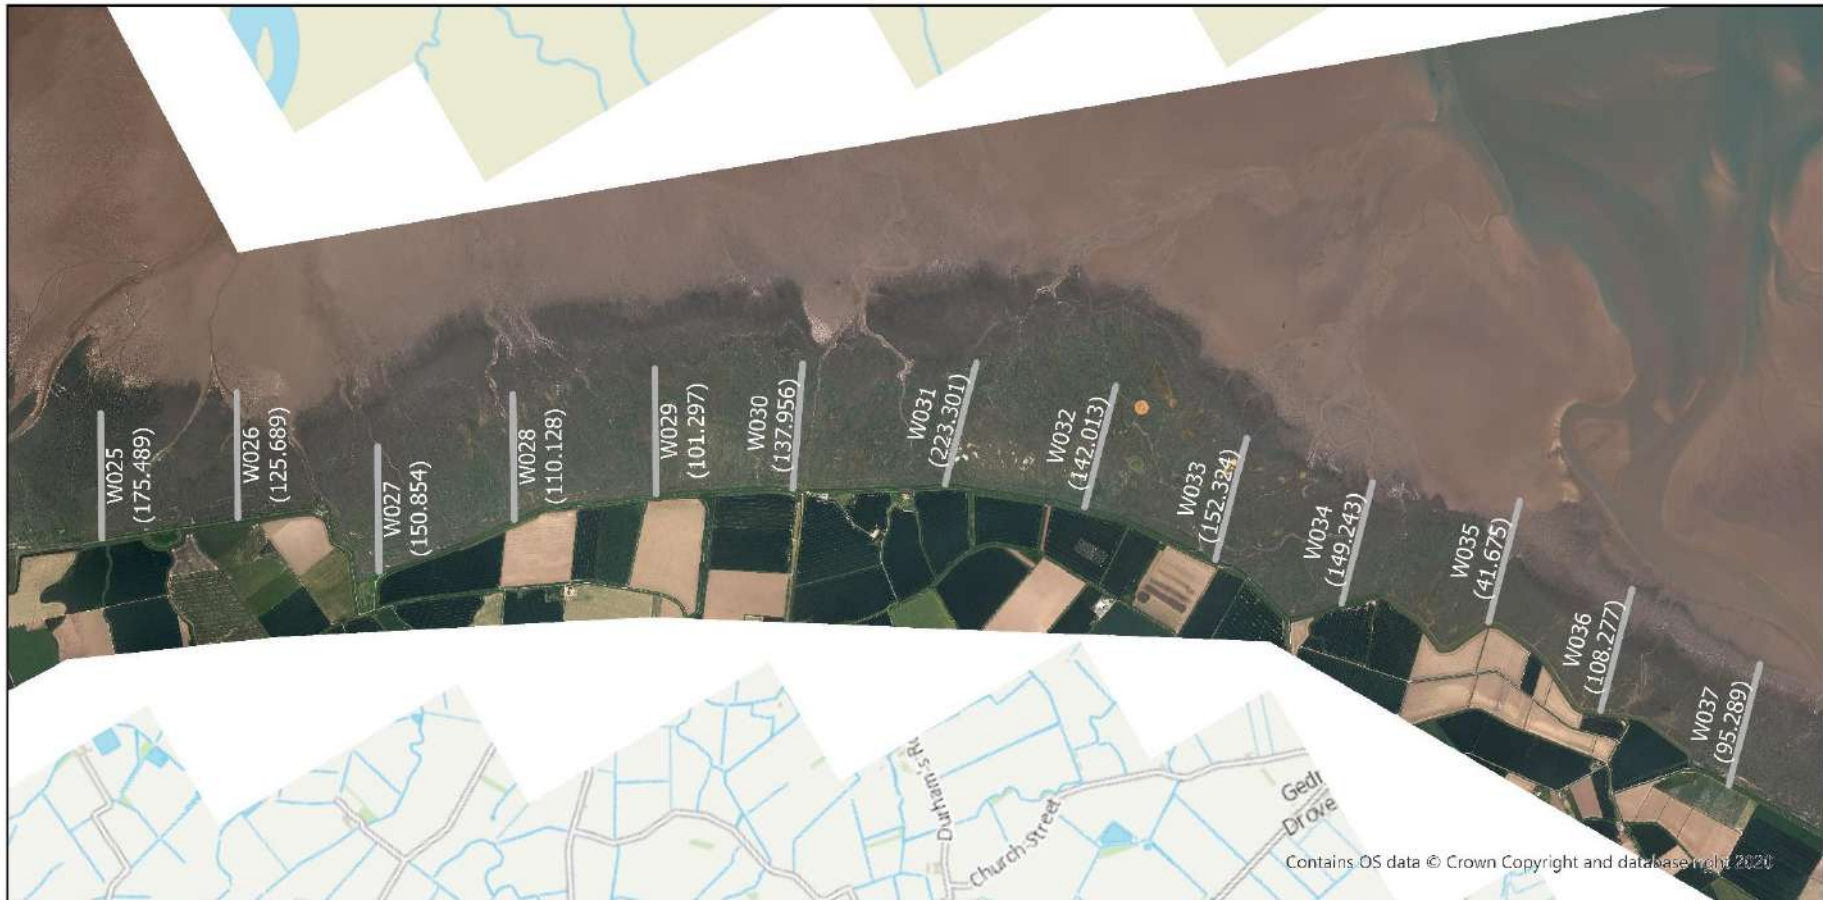 W025
(175.489)
W026
(125.689)
W027
(150.854)
W028
(110.128)
W029
(101.297)
W030
(137.956)
W031
(223.301)
W032
(142.013)
W033
(152.324)
W034
(149.243)
W035
(41.675)
W036
(108.277)
W037
(95.289)
Durham's Ro
Church Street
Gedn
Drove
Contains OS data © Crown Copyright and database right 2020